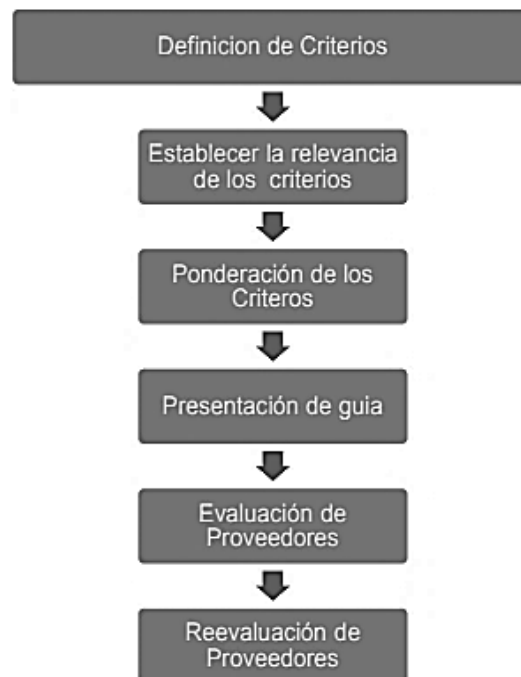 Definicion de Criterios
Establecer la relevancia
de los criterios
Ponderación de los
Criteros
Presentación de guia
Evaluación de
Proveedores
Reevaluación de
Proveedores